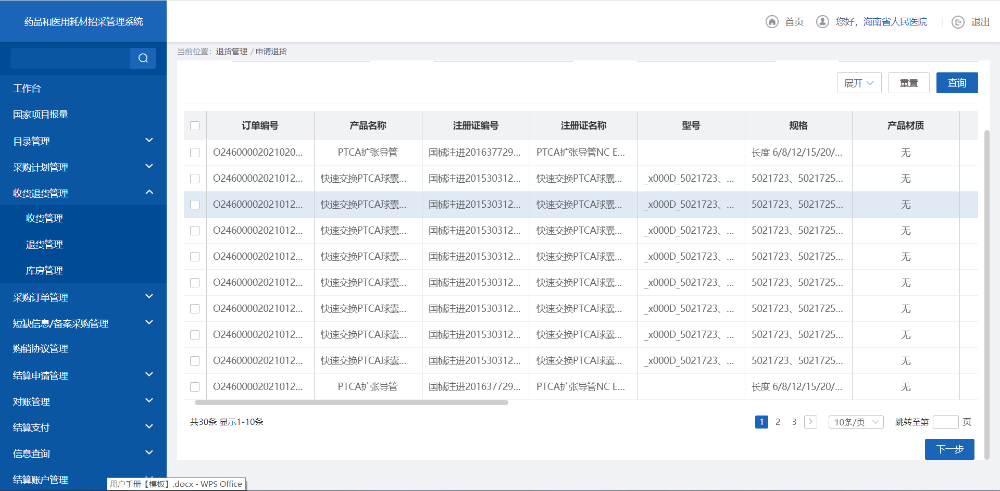 药品和医用耗材招采管理系统
首页 您好，海南省人民医院 退出
当前位置：退货管理 / 申请退货
工作台
国家项目报量
目录管理
采购计划管理
收货退货管理
收货管理
退货管理
库房管理
采购订单管理
短缺信息/备案采购管理
购销协议管理
结算申请管理
对账管理
结算支付
信息查询
结算账户管理
展开 重置 查询
订单编号 产品名称 注册证编号 注册证名称 型号 规格 产品材质
O24600002021020... PTCA扩张导管 国械注进201637729... PTCA扩张导管NC E... 长度 6/8/12/15/20/... 无
O24600002021012... 快速交换PTCA球囊... 国械注进201530312... 快速交换PTCA球囊... _x000D_5021723、... 5021723、5021725... 无
O24600002021012... 快速交换PTCA球囊... 国械注进201530312... 快速交换PTCA球囊... _x000D_5021723、... 5021723、5021725... 无
O24600002021012... 快速交换PTCA球囊... 国械注进201530312... 快速交换PTCA球囊... _x000D_5021723、... 5021723、5021725... 无
O24600002021012... 快速交换PTCA球囊... 国械注进201530312... 快速交换PTCA球囊... _x000D_5021723、... 5021723、5021725... 无
O24600002021012... 快速交换PTCA球囊... 国械注进201530312... 快速交换PTCA球囊... _x000D_5021723、... 5021723、5021725... 无
O24600002021012... 快速交换PTCA球囊... 国械注进201530312... 快速交换PTCA球囊... _x000D_5021723、... 5021723、5021725... 无
O24600002021012... 快速交换PTCA球囊... 国械注进201530312... 快速交换PTCA球囊... _x000D_5021723、... 5021723、5021725... 无
O24600002021012... 快速交换PTCA球囊... 国械注进201530312... 快速交换PTCA球囊... _x000D_5021723、... 5021723、5021725... 无
O24600002021012... PTCA扩张导管 国械注进201637729... PTCA扩张导管NC E... 长度 6/8/12/15/20/... 无
共30条 显示1-10条 1 2 3 10条/页 跳转至第 页
下一步
用户手册【模板】.docx - WPS Office